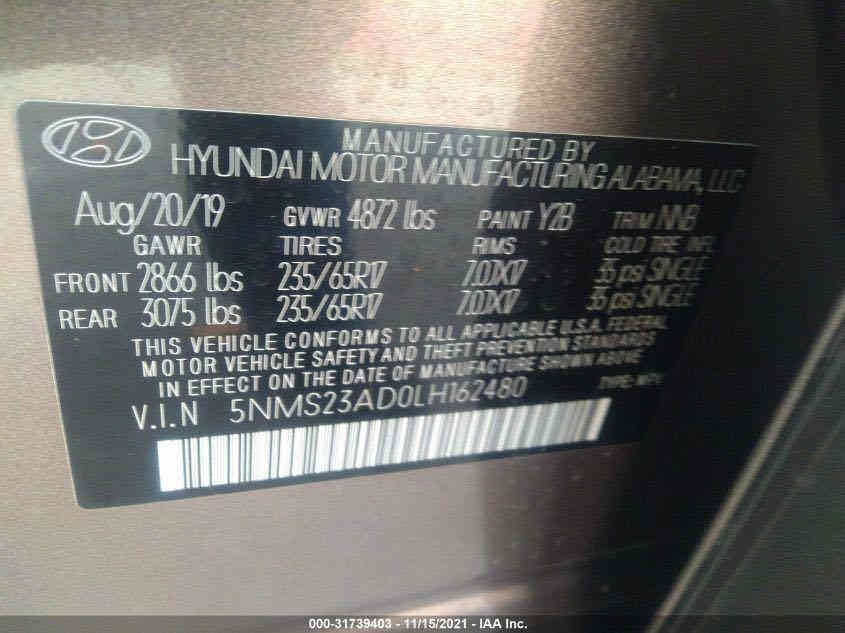 MANUFACTURED BY
HYUNDAI MOTOR MANUFACTURING ALABAMA, LLC
Aug/20/19 GVWR 4872 lbs PAINT Y2B TRIM NNB
GAWR TIRES RIMS COLD TIRE INFL
FRONT 2866 lbs 235/65R17 7.0JX17 35 psi SINGLE
REAR 3075 lbs 235/65R17 7.0JX17 35 psi SINGLE
THIS VEHICLE CONFORMS TO ALL APPLICABLE U.S.A. FEDERAL
MOTOR VEHICLE SAFETY AND THEFT PREVENTION STANDARDS
IN EFFECT ON THE DATE OF MANUFACTURE SHOWN ABOVE
V.I.N 5NMS23AD0LH162480 TYPE: MPV
000-31739403 - 11/15/2021 - IAA Inc.